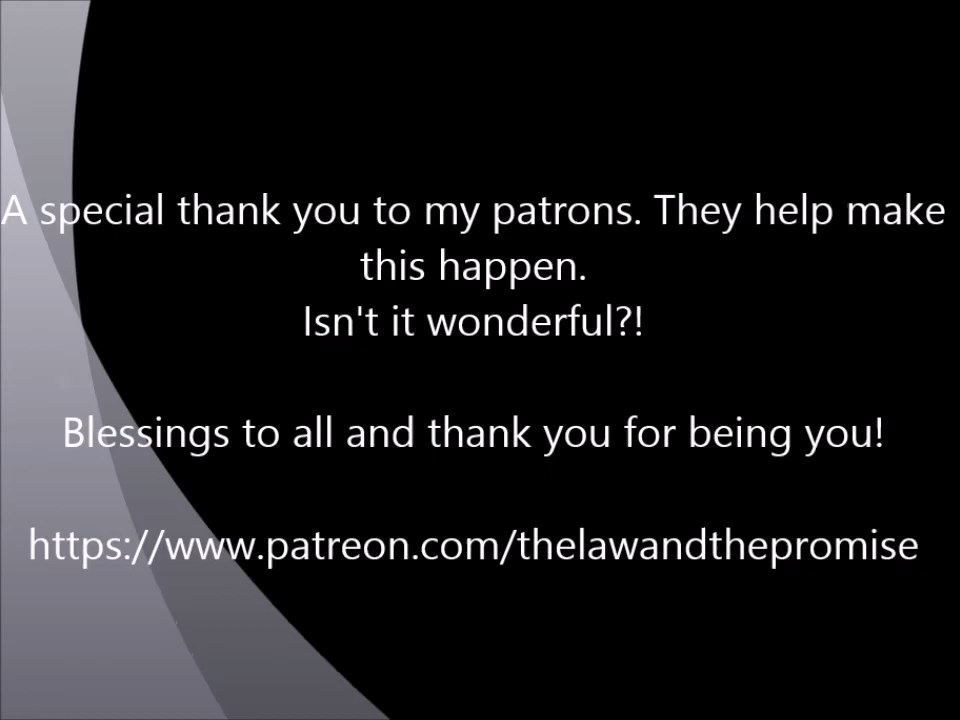 A special thank you to my patrons. They help make
this happen.
Isn't it wonderful?!
Blessings to all and thank you for being you!
https://www.patreon.com/thelawandthepromise